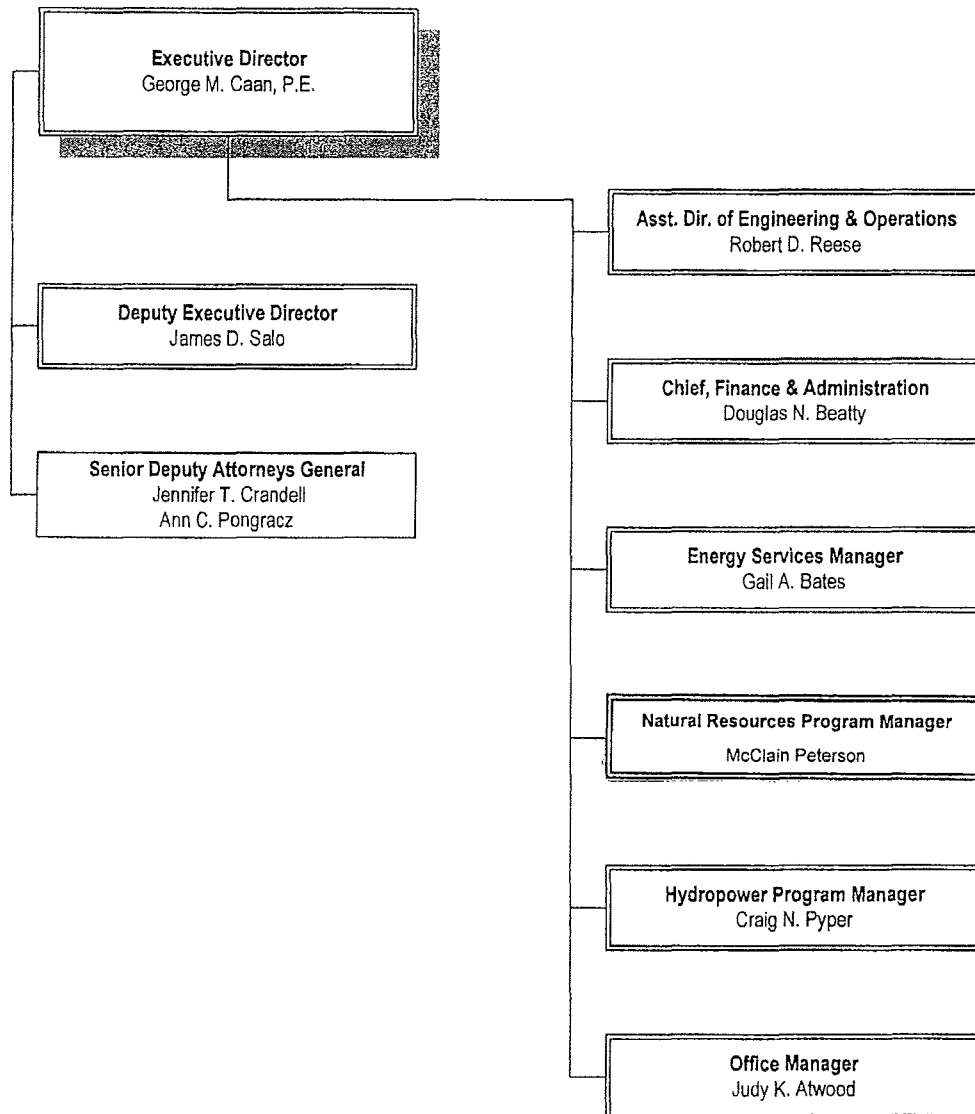 Executive Director
George M. Caan, P.E.
Deputy Executive Director
James D. Salo
Senior Deputy Attorneys General
Jennifer T. Crandell
Ann C. Pongracz
Asst. Dir. of Engineering & Operations
Robert D. Reese
Chief, Finance & Administration
Douglas N. Beatty
Energy Services Manager
Gail A. Bates
Natural Resources Program Manager
McClain Peterson
Hydropower Program Manager
Craig N. Pyper
Office Manager
Judy K. Atwood